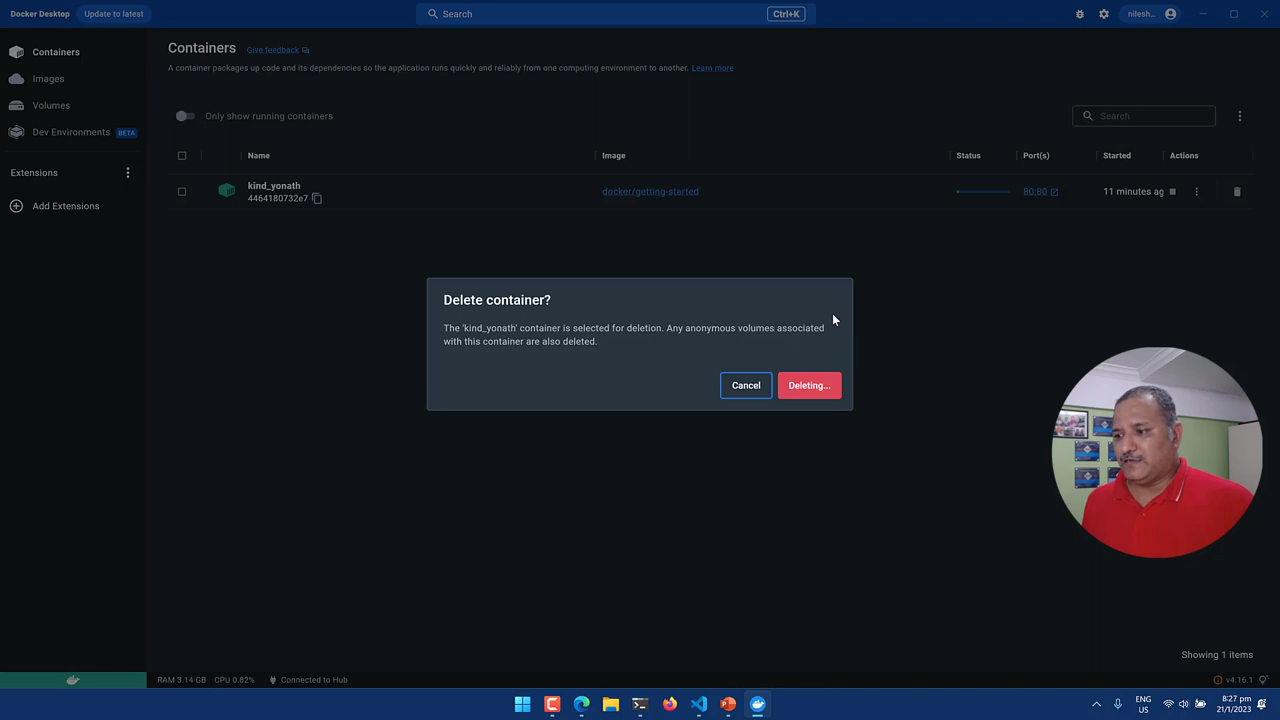 Docker Desktop
Update to latest
Search
Ctrl+K
nilesh...
Containers
Images
Volumes
Dev Environments
BETA
Extensions
Add Extensions
Containers
Give feedback
A container packages up code and its dependencies so the application runs quickly and reliably from one computing environment to another. Learn more
Only show running containers
Search
Name Image Status Port(s) Started Actions
kind_yonath
4464180732e7
docker/getting-started
80:80
11 minutes ag
Delete container?
The 'kind_yonath' container is selected for deletion. Any anonymous volumes associated
with this container are also deleted.
Cancel
Deleting...
Showing 1 items
RAM 3.14 GB CPU 0.82% Connected to Hub
v4.16.1
ENG
US
8:27 pm
21/1/2023